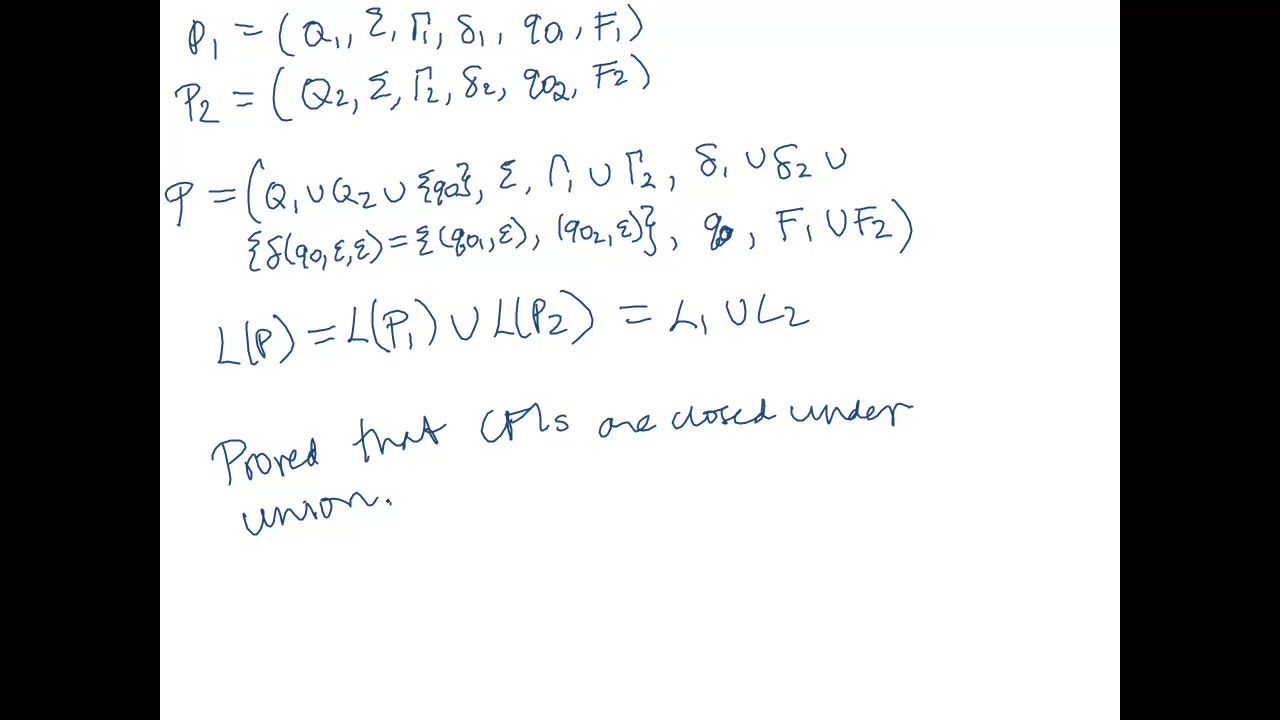 P₁ = (Q₁, Σ, Γ₁, δ₁, q₀₁, F₁)
P₂ = (Q₂, Σ, Γ₂, δ₂, q₀₂, F₂)
P = (Q₁ ∪ Q₂ ∪ {q₀}, Σ, Γ₁ ∪ Γ₂, δ₁ ∪ δ₂ ∪
{δ(q₀, ε, ε) = {(q₀₁, ε), (q₀₂, ε)}, q₀, F₁ ∪ F₂)
L(P) = L(P₁) ∪ L(P₂) = L₁ ∪ L₂
Proved that CFLs are closed under
union.